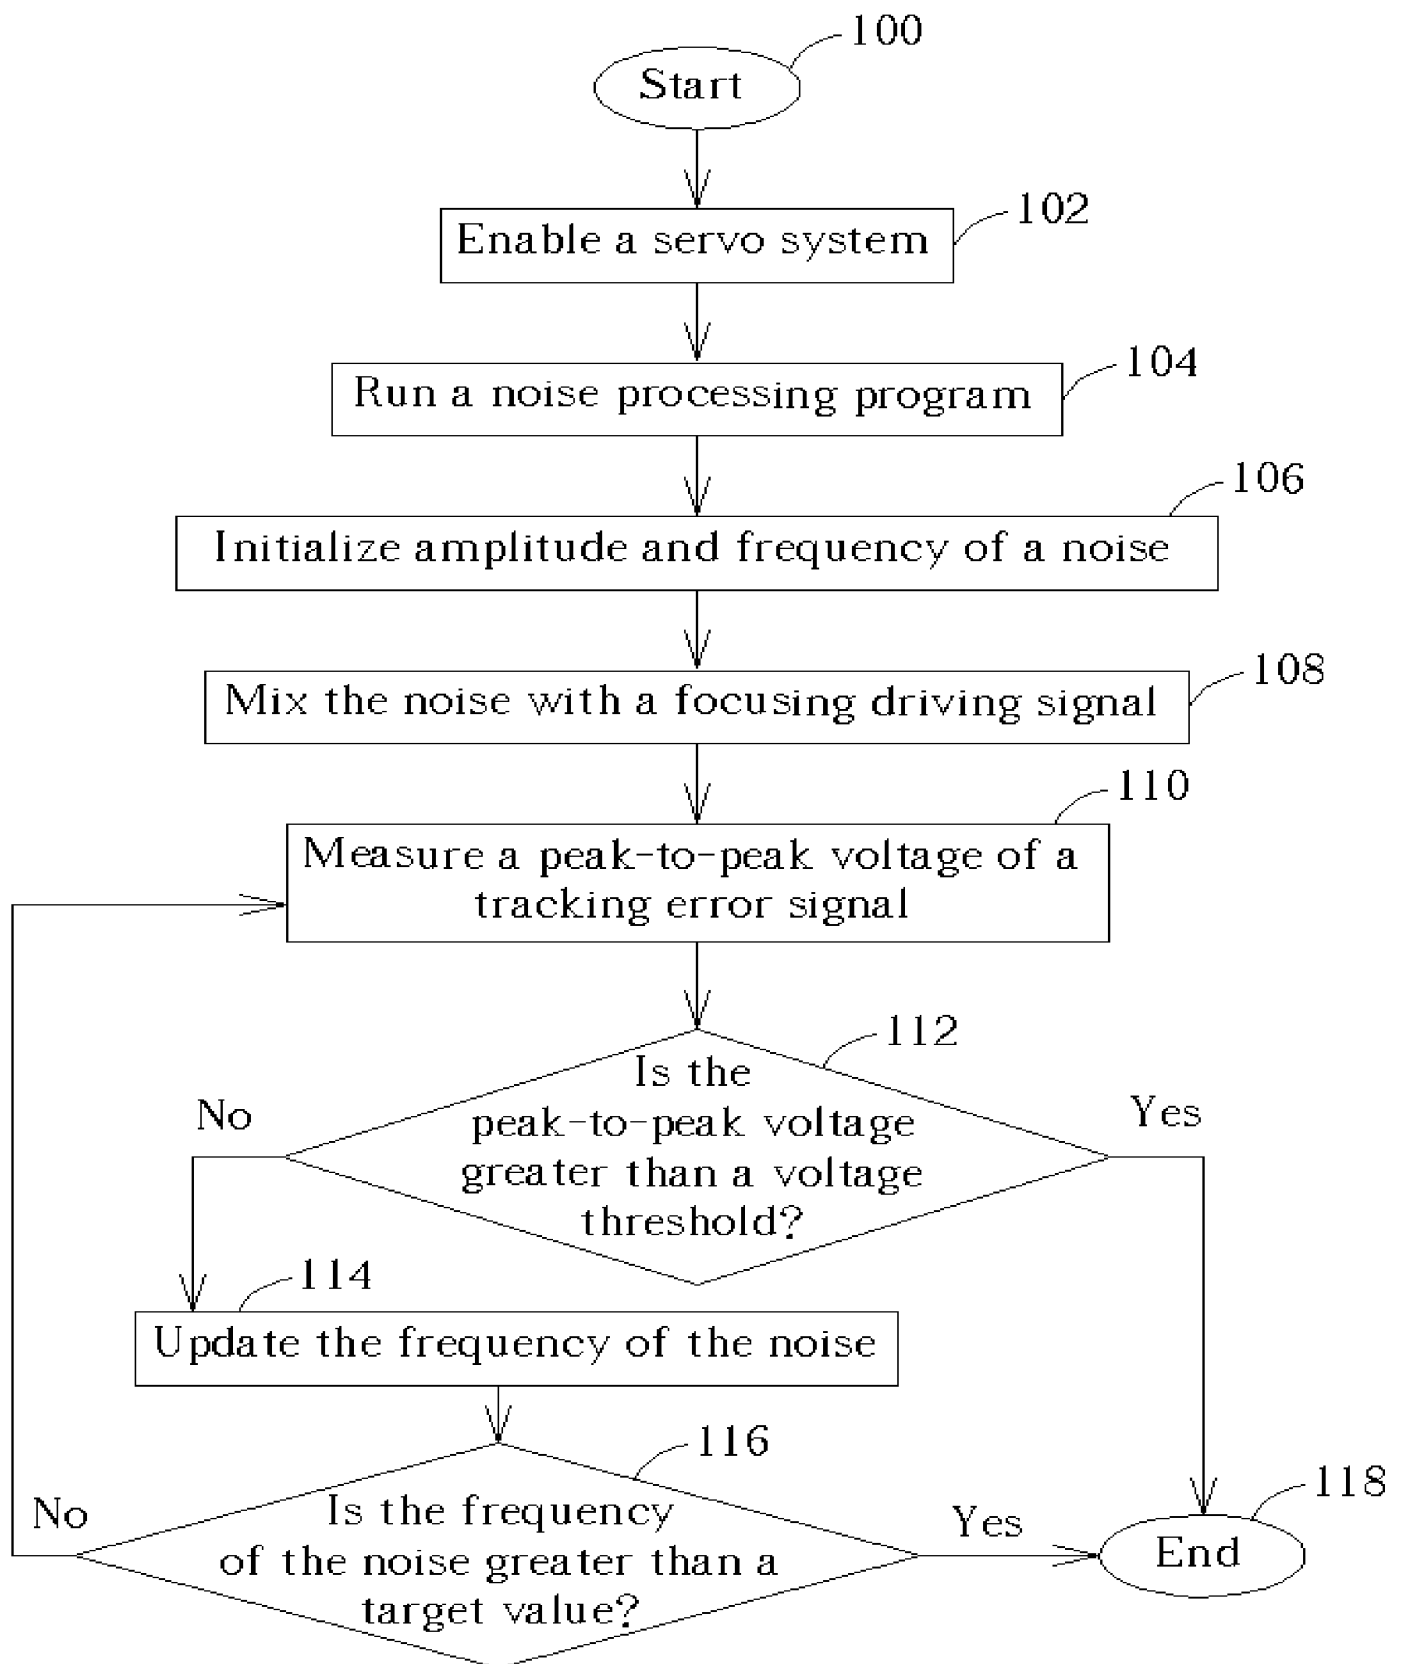 100
Start
102
Enable a servo system
104
Run a noise processing program
106
Initialize amplitude and frequency of a noise
108
Mix the noise with a focusing driving signal
110
Measure a peak-to-peak voltage of a
tracking error signal
112
Is the
peak-to-peak voltage
greater than a voltage
threshold?
No
Yes
114
Update the frequency of the noise
116
Is the frequency
of the noise greater than a
target value?
No
Yes
118
End